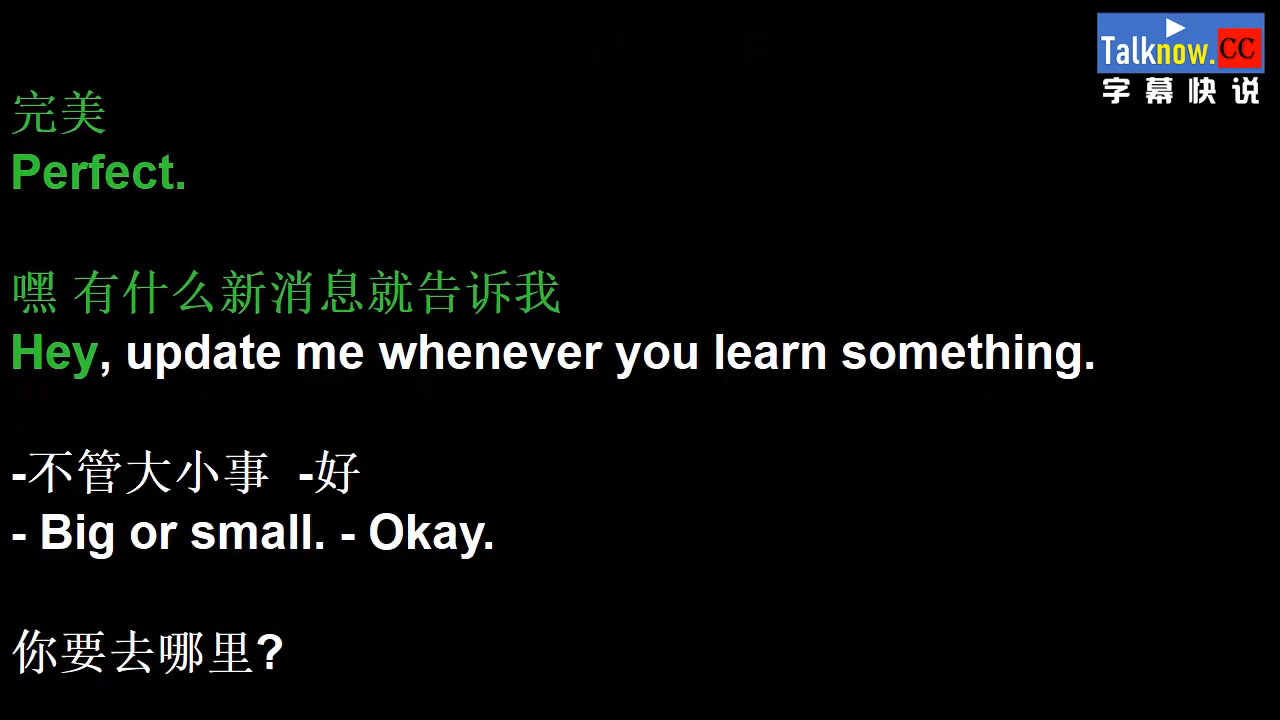 Talknow.CC
字幕快说
完美
Perfect.
嘿 有什么新消息就告诉我
Hey, update me whenever you learn something.
-不管大小事 -好
- Big or small. - Okay.
你要去哪里?